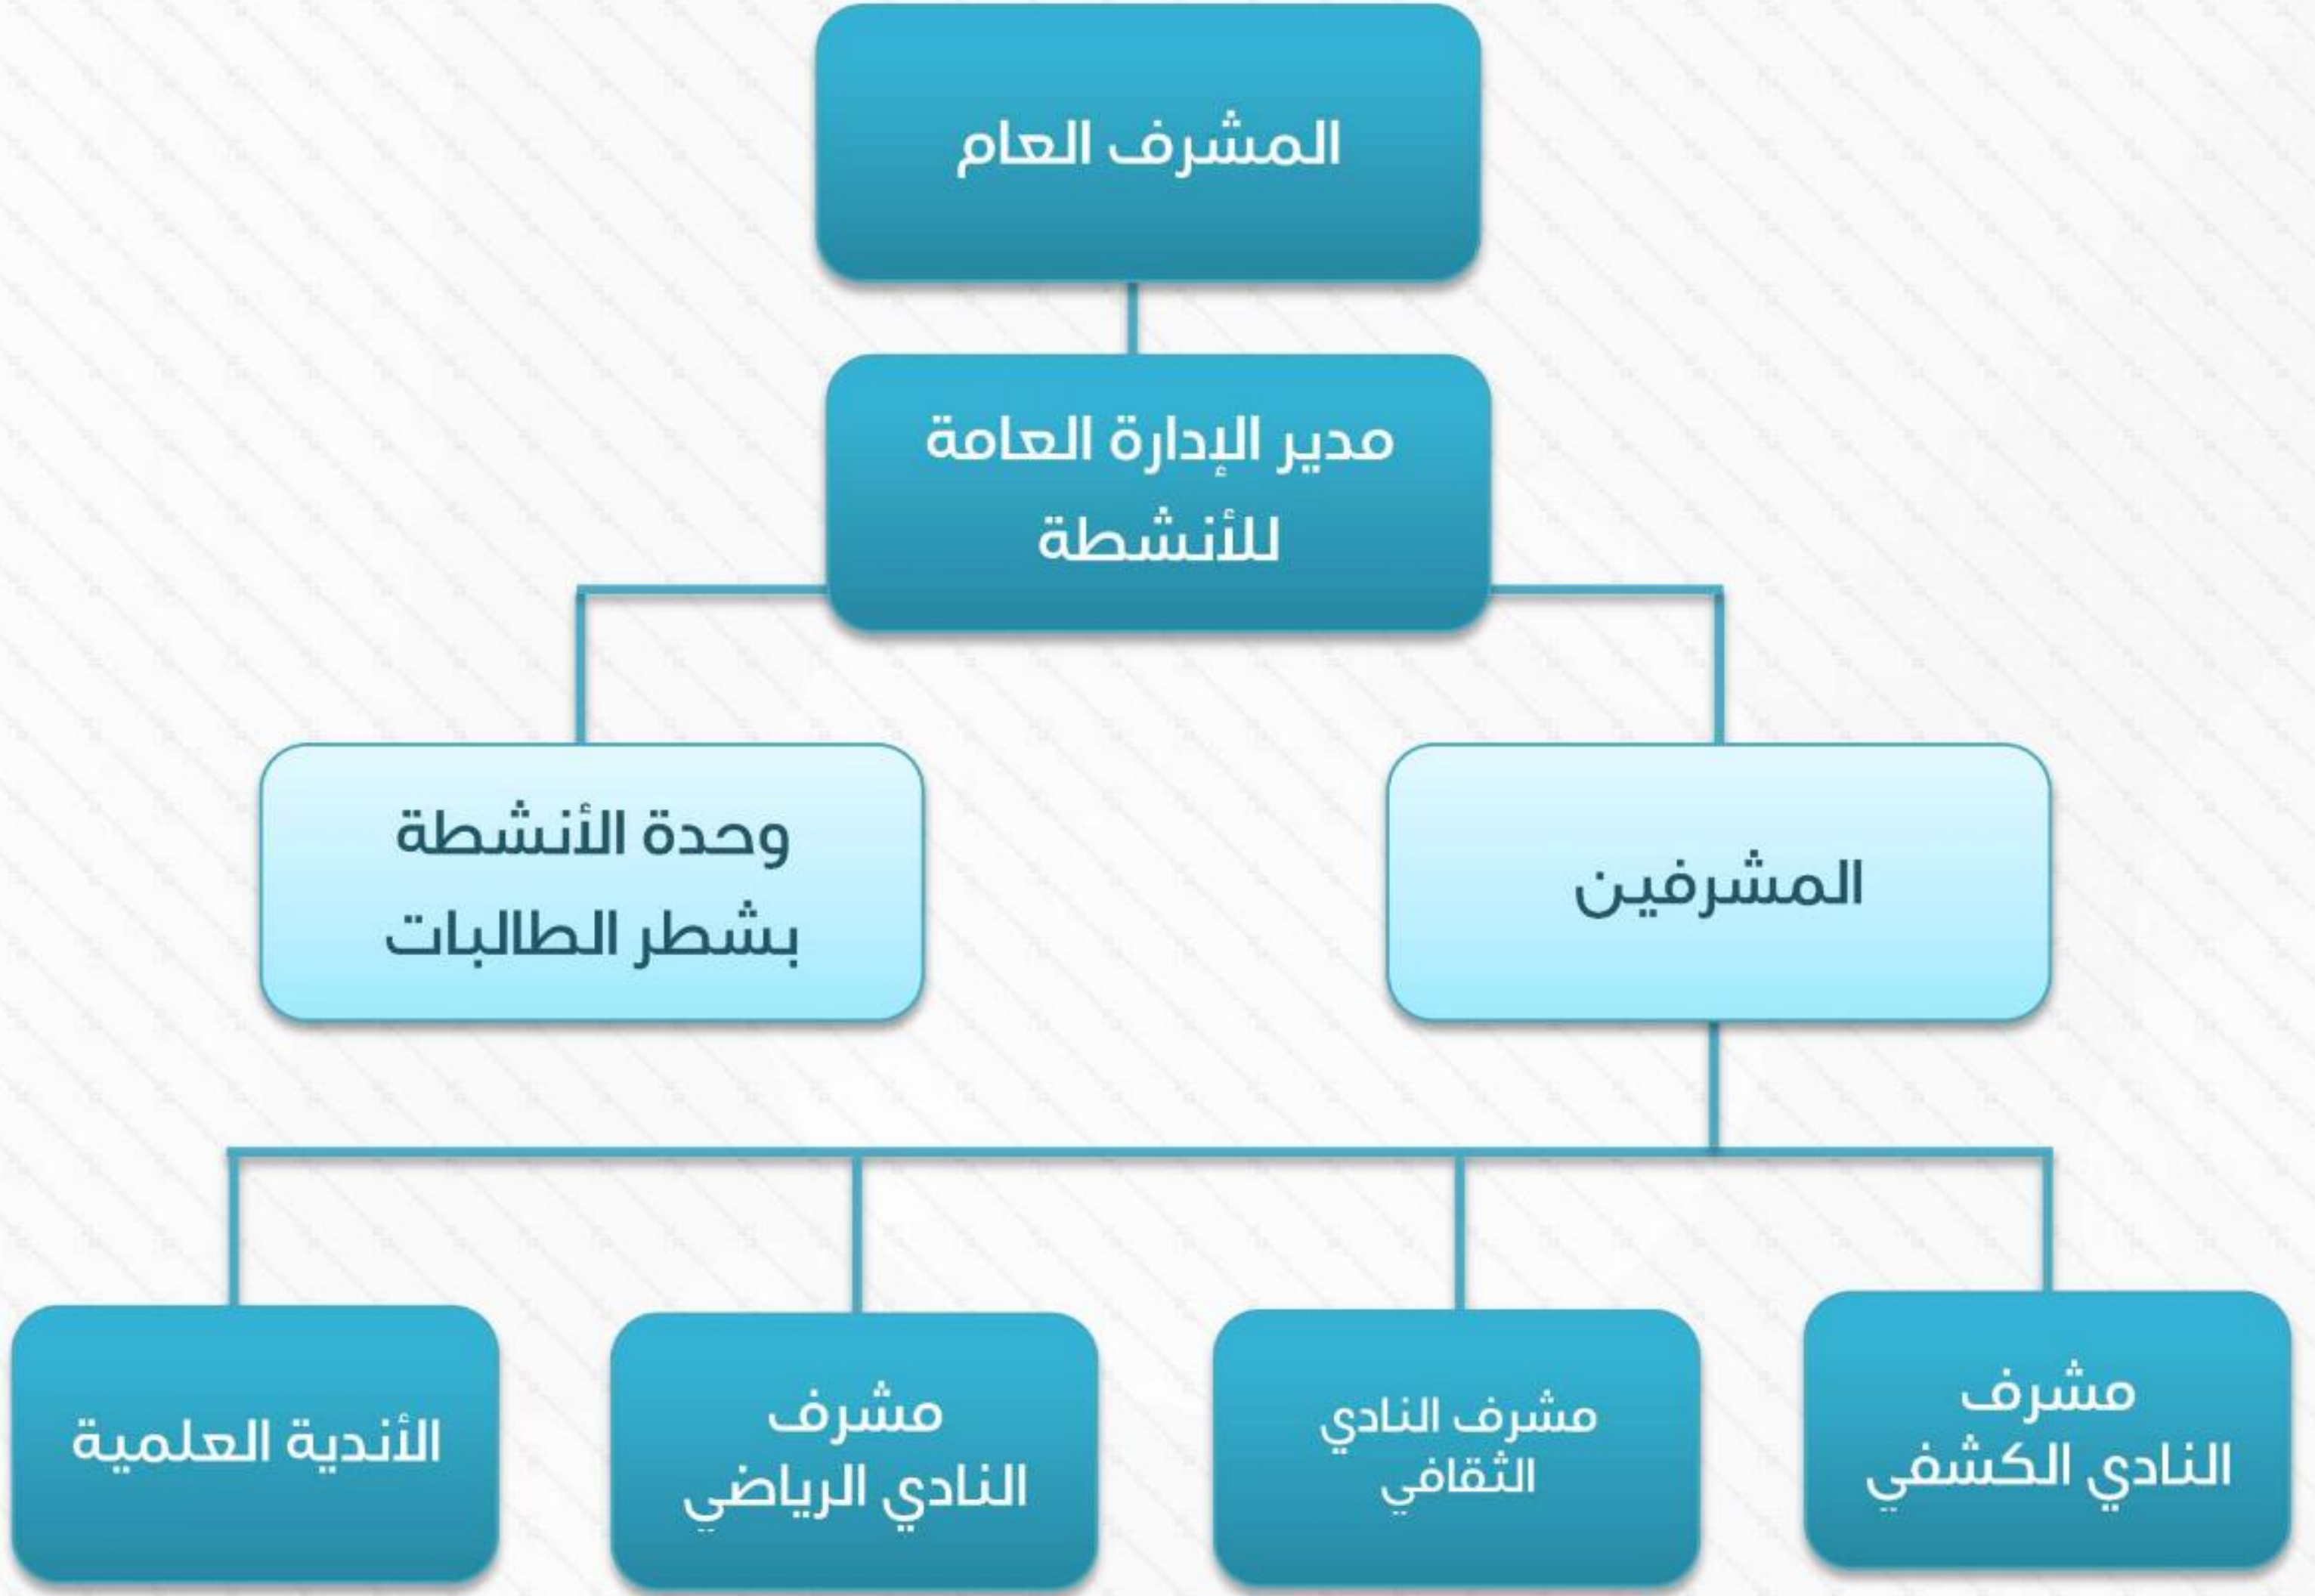 المشرف العام
مدير الإدارة العامة
للأنشطة
المشرفين
وحدة الأنشطة
بشطر الطالبات
مشرف
النادي الكشفي
مشرف النادي
الثقافي
مشرف
النادي الرياضي
الأندية العلمية